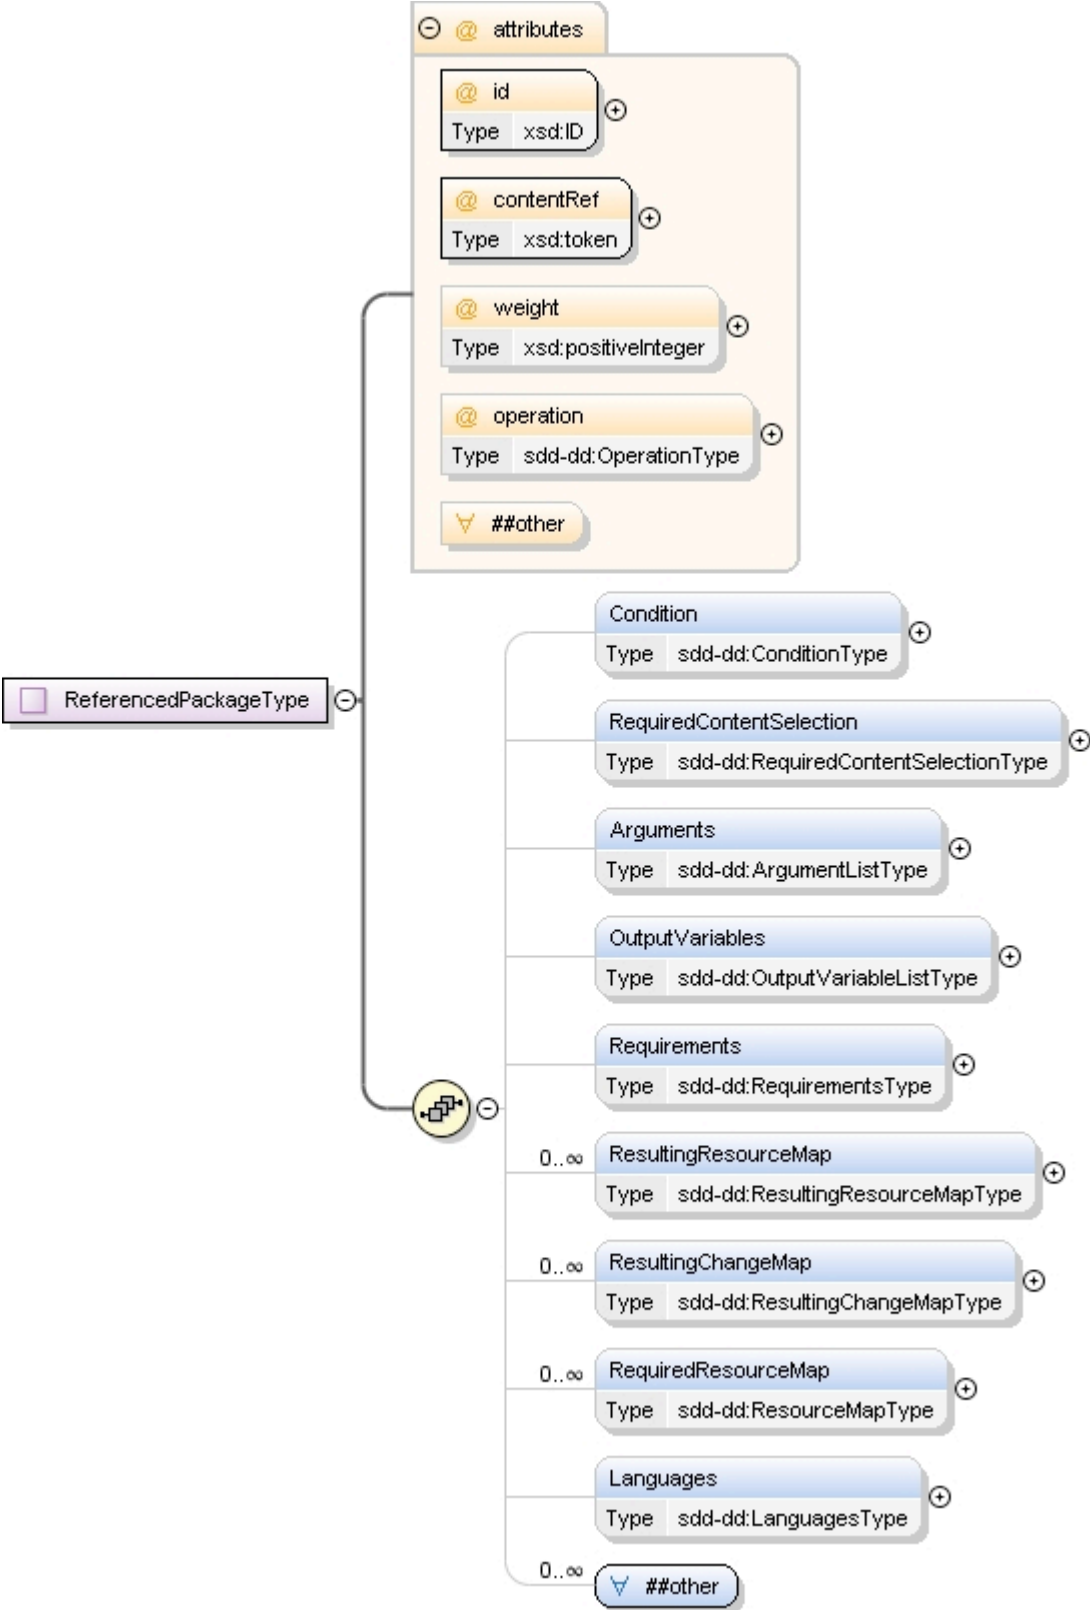 @ attributes
@ id
Type xsd:ID
@ contentRef
Type xsd:token
@ weight
Type xsd:positiveInteger
@ operation
Type sdd-dd:OperationType
∀ ##other
ReferencedPackageType
Condition
Type sdd-dd:ConditionType
RequiredContentSelection
Type sdd-dd:RequiredContentSelectionType
Arguments
Type sdd-dd:ArgumentListType
OutputVariables
Type sdd-dd:OutputVariableListType
Requirements
Type sdd-dd:RequirementsType
0..∞ ResultingResourceMap
Type sdd-dd:ResultingResourceMapType
0..∞ ResultingChangeMap
Type sdd-dd:ResultingChangeMapType
0..∞ RequiredResourceMap
Type sdd-dd:ResourceMapType
Languages
Type sdd-dd:LanguagesType
0..∞ ∀ ##other